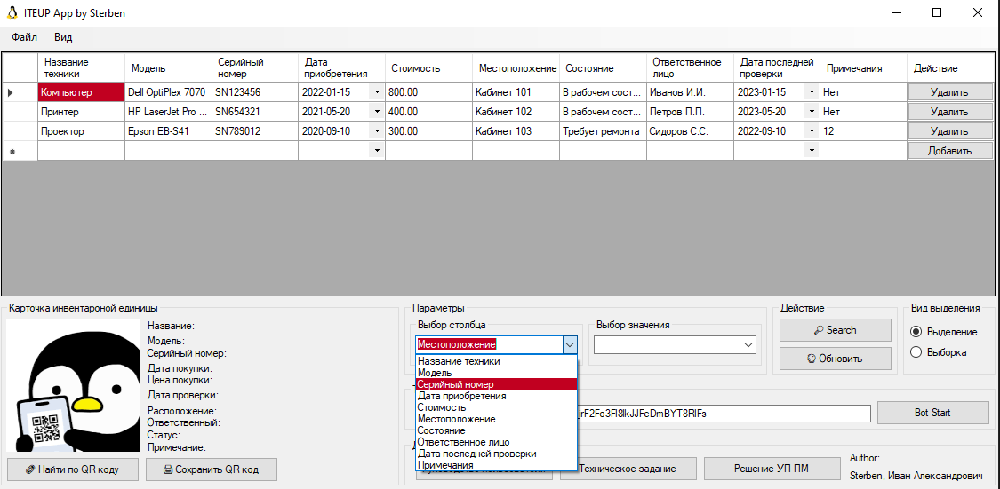 ITEUP App by Sterben
Файл Вид
Название техники Модель Серийный номер Дата приобретения Стоимость Местоположение Состояние Ответственное лицо Дата последней проверки Примечания Действие
Компьютер Dell OptiPlex 7070 SN123456 2022-01-15 800.00 Кабинет 101 В рабочем сост... Иванов И.И. 2023-01-15 Нет Удалить
Принтер HP LaserJet Pro ... SN654321 2021-05-20 400.00 Кабинет 102 В рабочем сост... Петров П.П. 2023-05-20 Нет Удалить
Проектор Epson EB-S41 SN789012 2020-09-10 300.00 Кабинет 103 Требует ремонта Сидоров С.С. 2022-09-10 12 Удалить
Добавить
Карточка инвентароной единицы
Название:
Модель:
Серийный номер:
Дата покупки:
Цена покупки:
Дата проверки:
Расположение:
Ответственный:
Статус:
Примечание:
Найти по QR коду
Сохранить QR код
Параметры
Выбор столбца
Местоположение
Название техники
Модель
Серийный номер
Дата приобретения
Стоимость
Местоположение
Состояние
Ответственное лицо
Дата последней проверки
Примечания
Выбор значения
Действие
Search
Обновить
Вид выделения
Выделение
Выборка
Bot Start
Техническое задание
Решение УП ПМ
Author:
Sterben, Иван Александрович